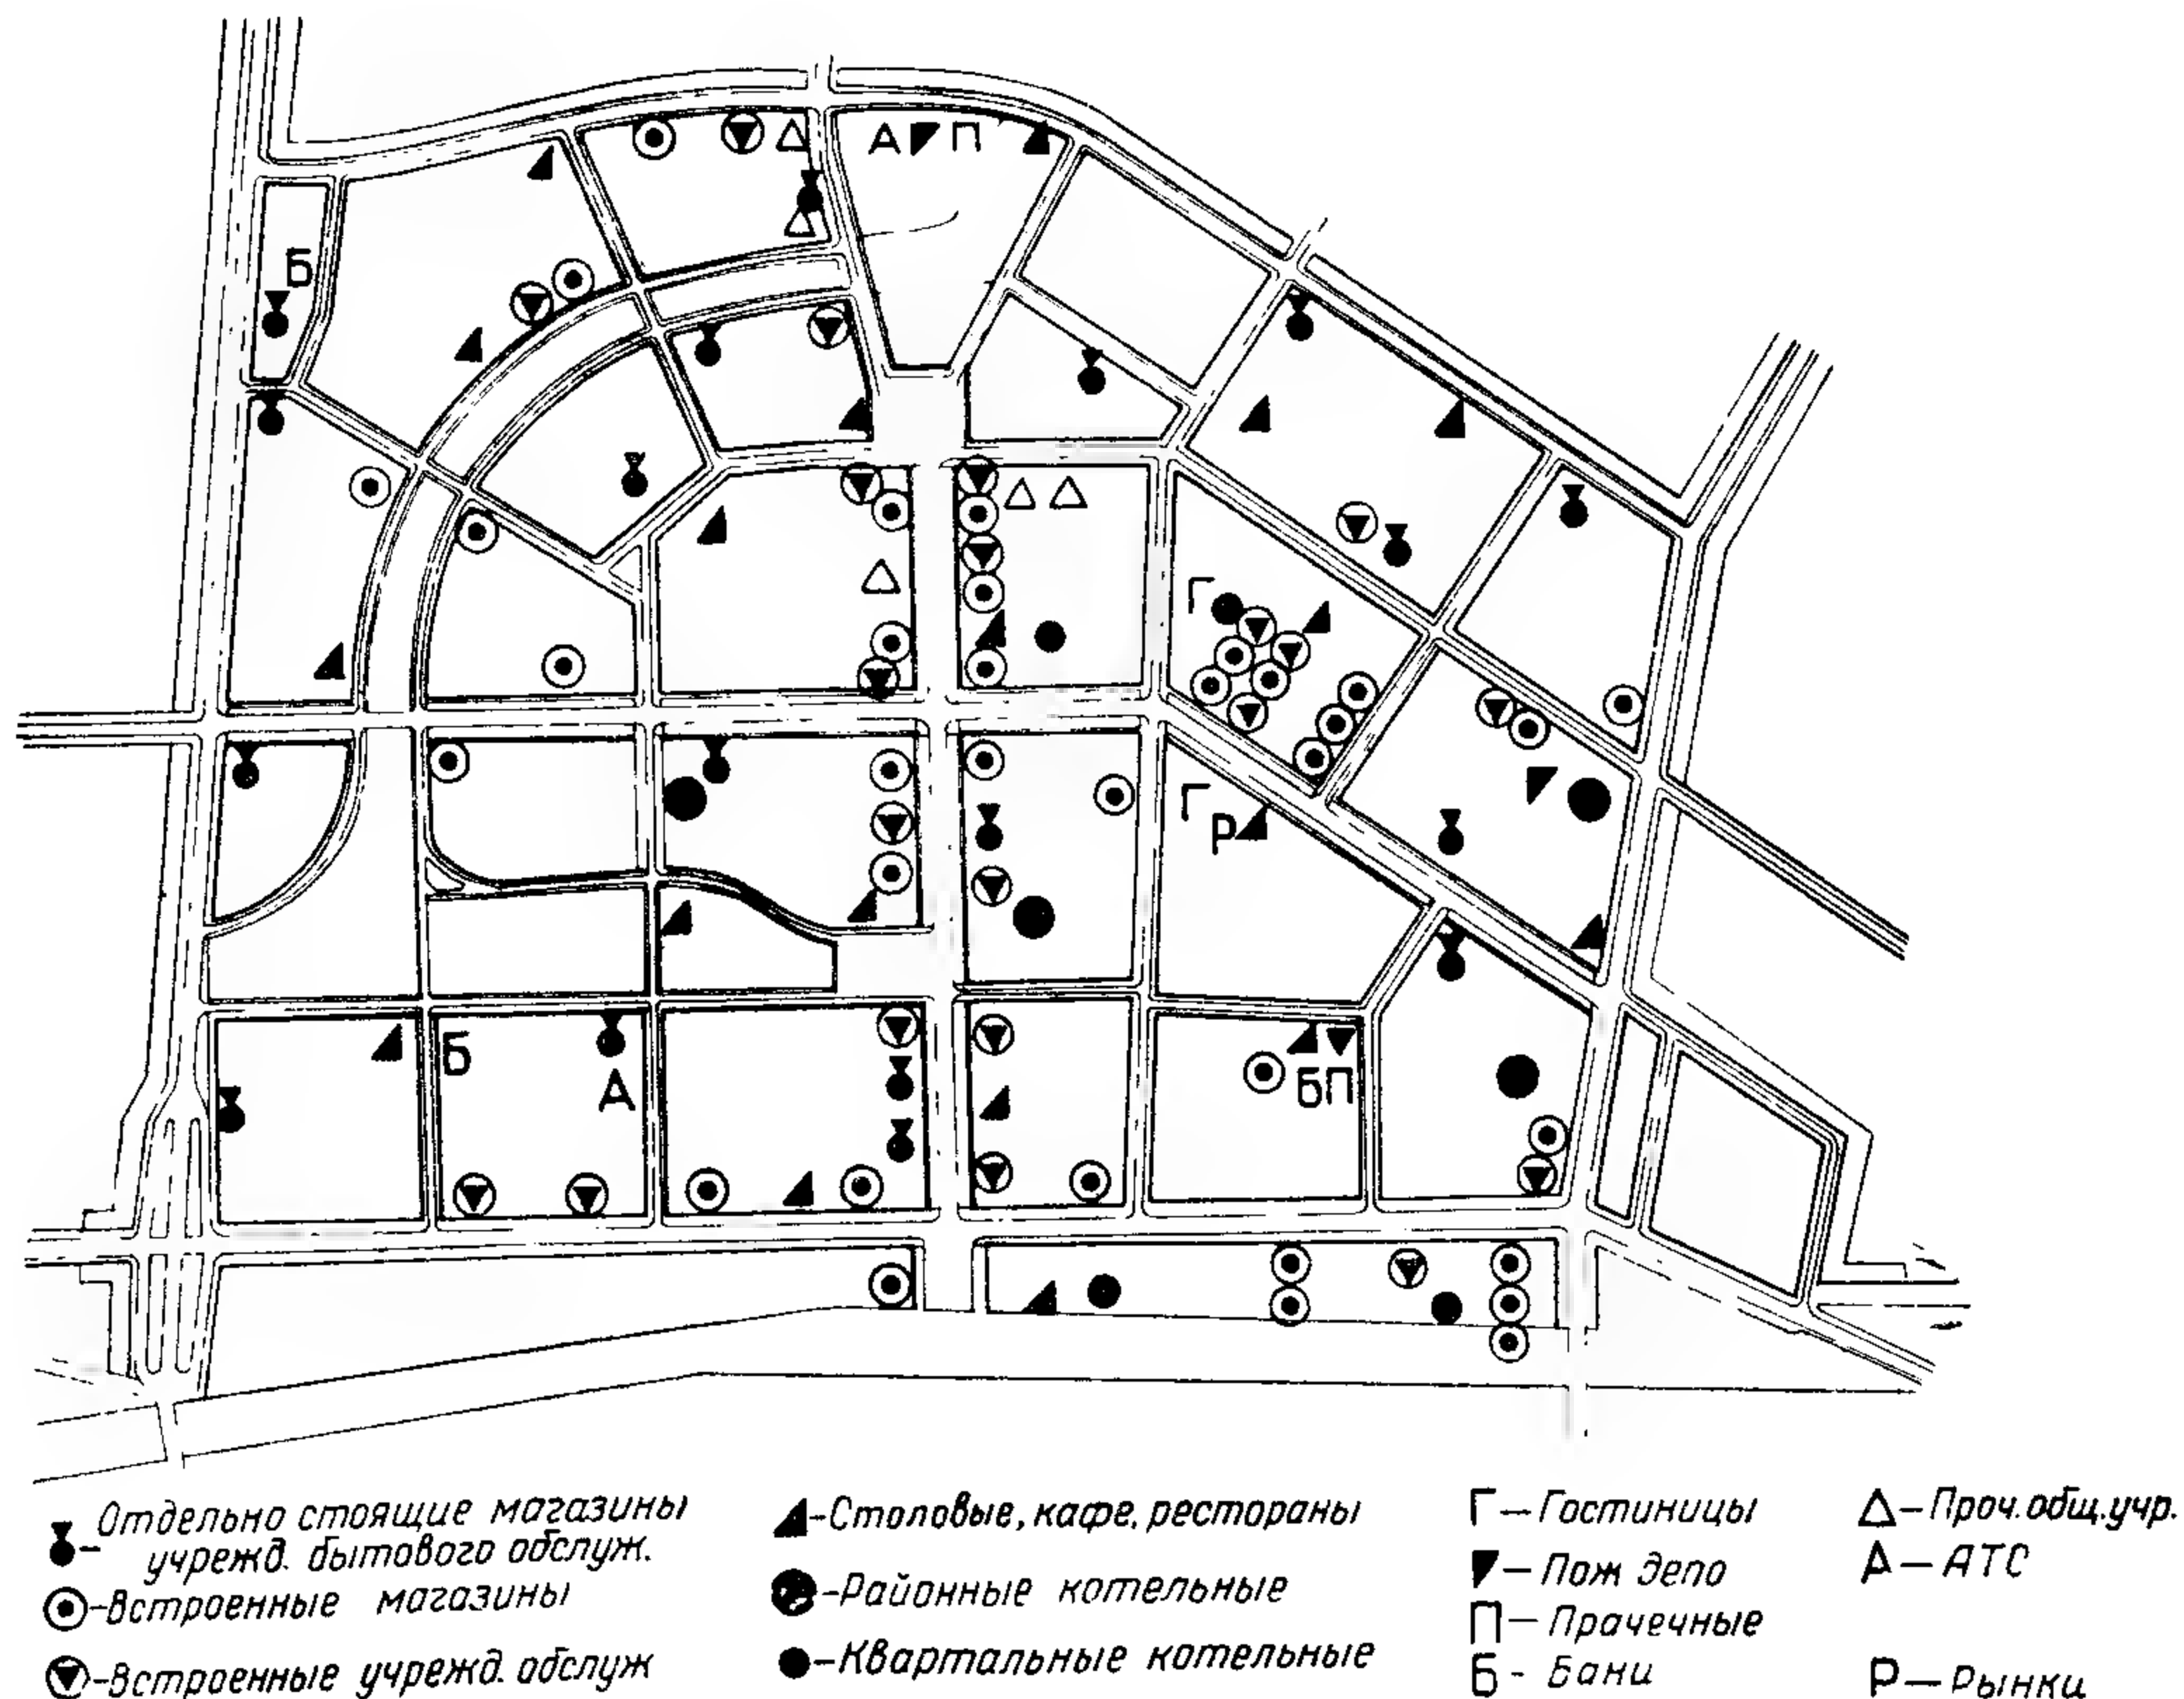 Б
А П
Г
Г
Р
Б
А
БП
Отдельно стоящие магазины
учрежд. бытового обслуж.
-Встроенные магазины
-Встроенные учрежд. обслуж
-Столовые, кафе, рестораны
-Районные котельные
-Квартальные котельные
Г — Гостиницы
— Пож депо
П — Прачечные
Б - Бани
— Проч. общ. учр.
А — АТС
Р — Рынки